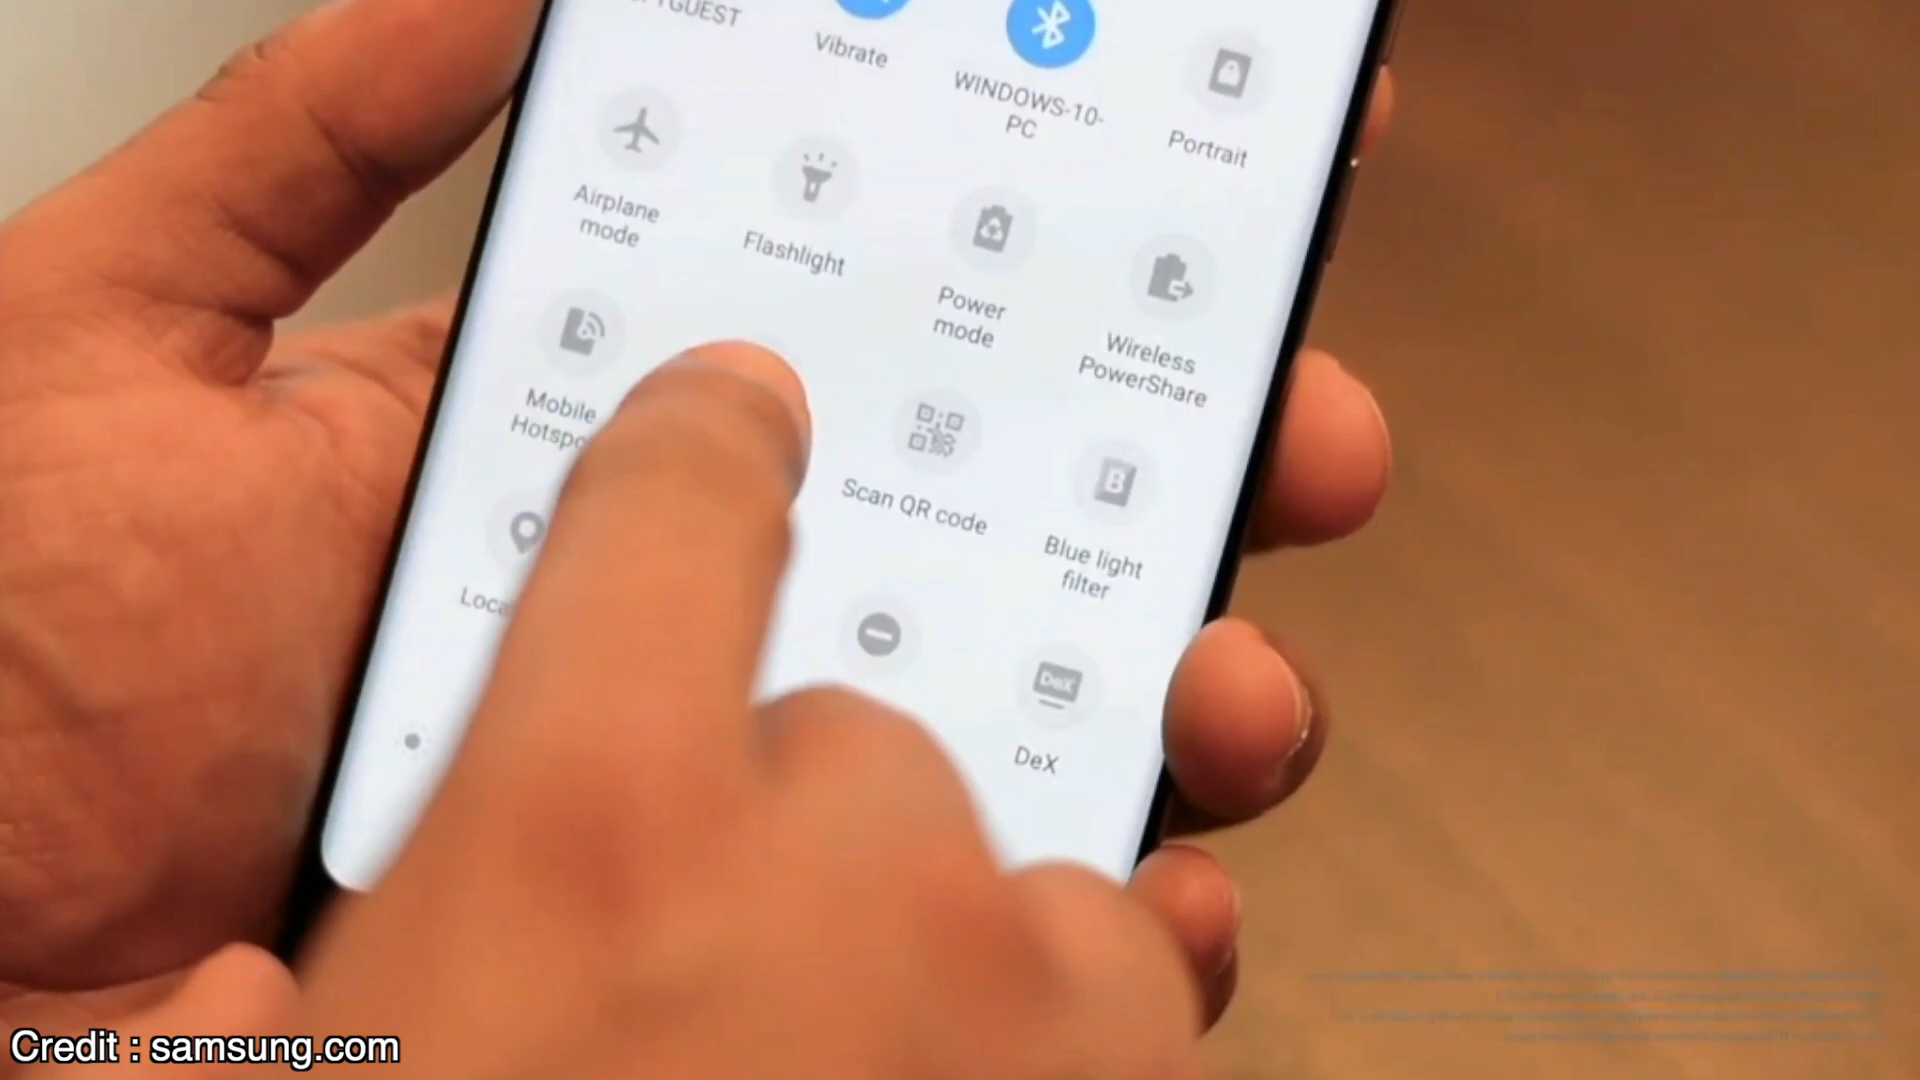 Vibrate
WINDOWS-10-
PC
Portrait
Airplane
mode
Flashlight
Power
mode
Wireless
PowerShare
Mobile
Scan QR code
B
Blue light
filter
DeX
DeX
Credit : samsung.com